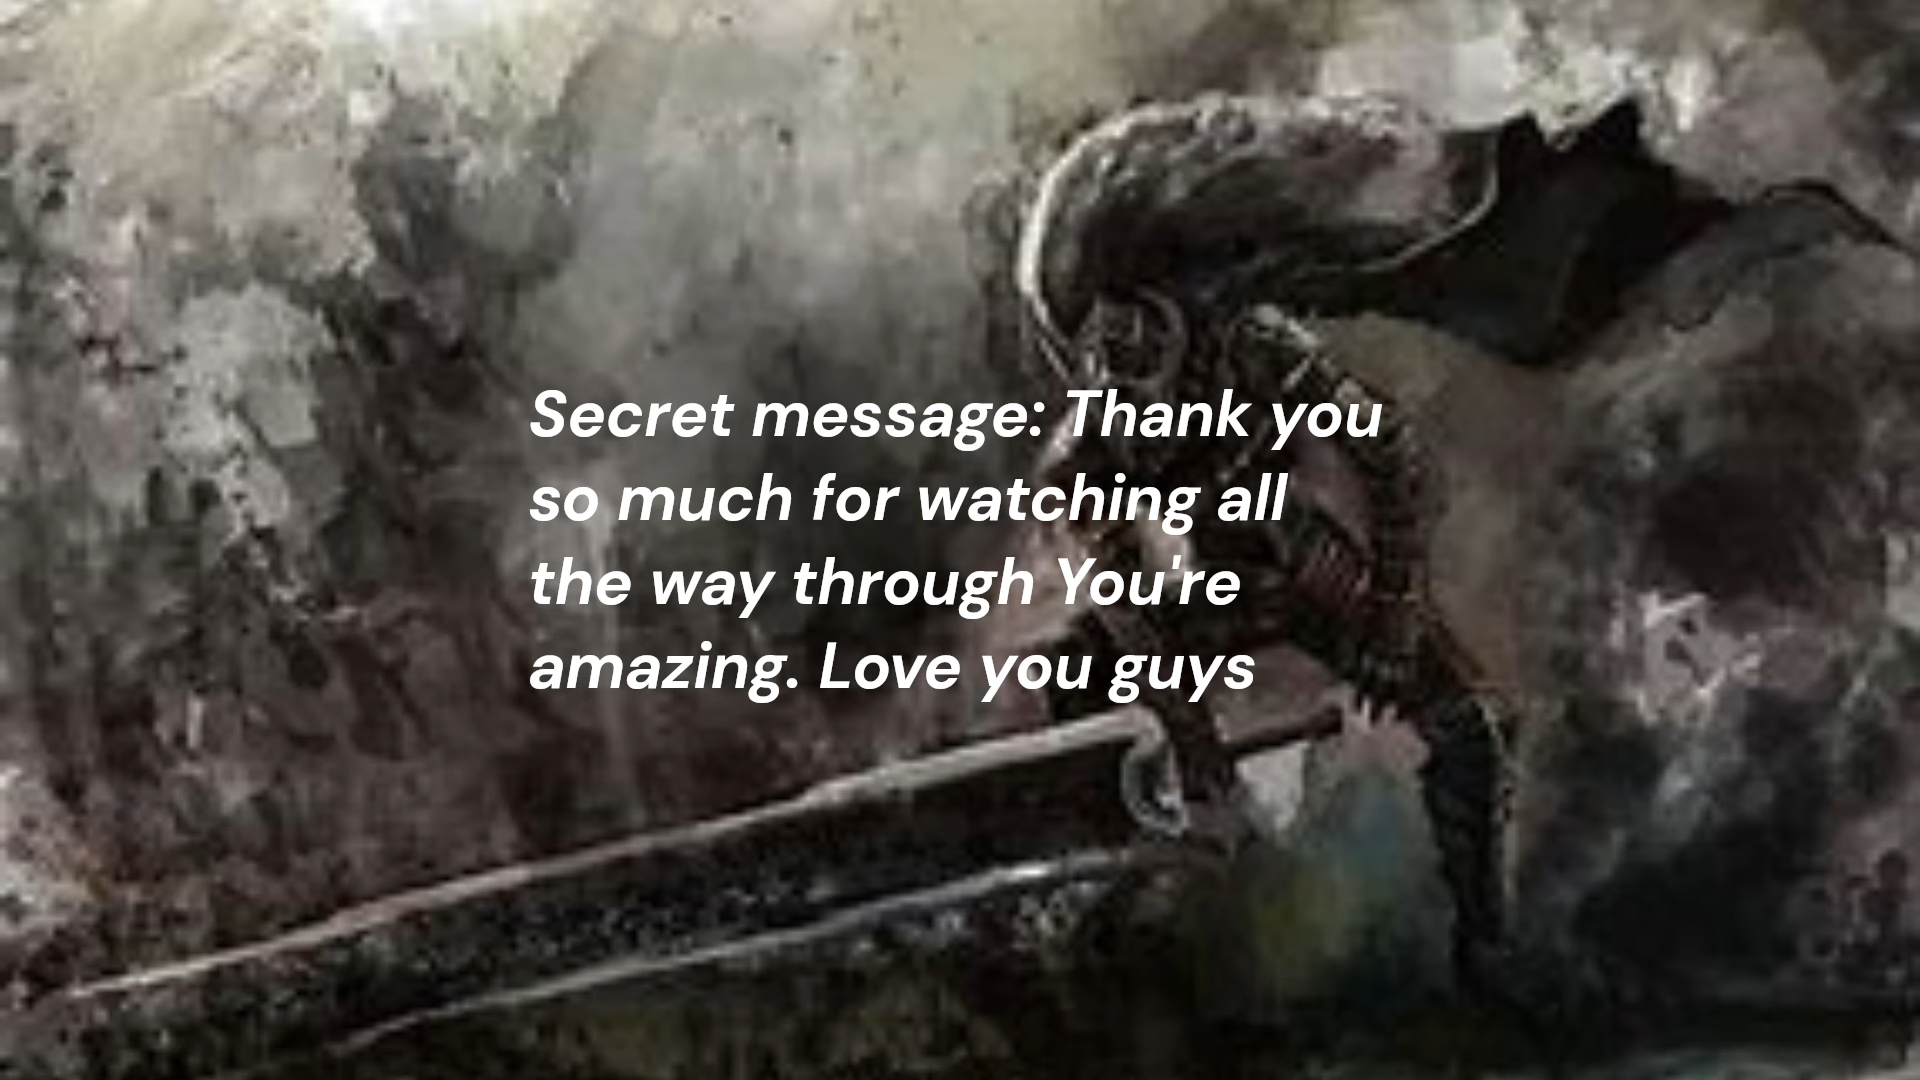 Secret message: Thank you
so much for watching all
the way through You're
amazing. Love you guys